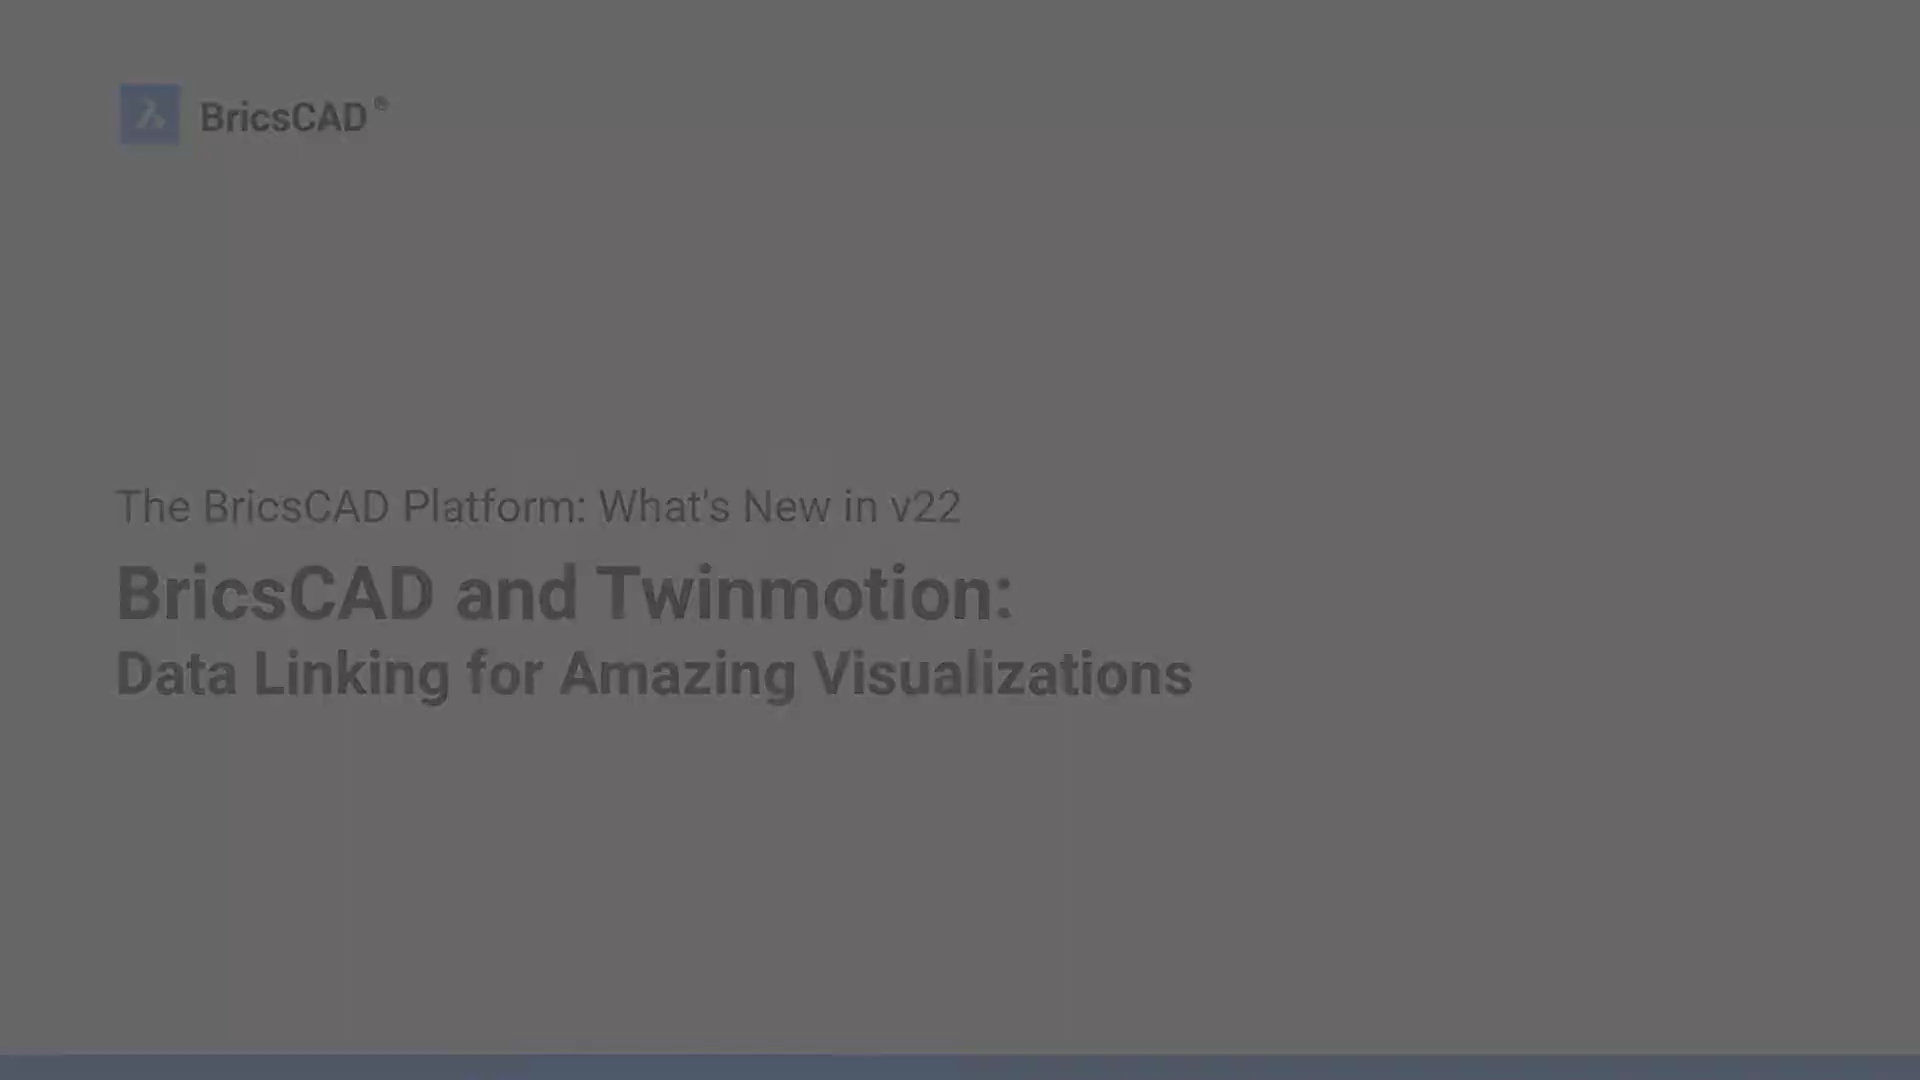 BricsCAD®
The BricsCAD Platform: What's New in v22
BricsCAD and Twinmotion:
Data Linking for Amazing Visualizations